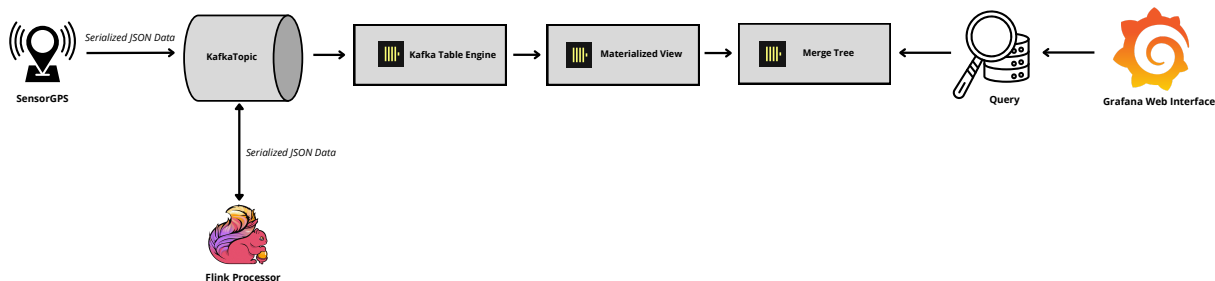 Serialized JSON Data
SensorGPS
KafkaTopic
Kafka Table Engine
Materialized View
Merge Tree
Query
Grafana Web Interface
Serialized JSON Data
Flink Processor